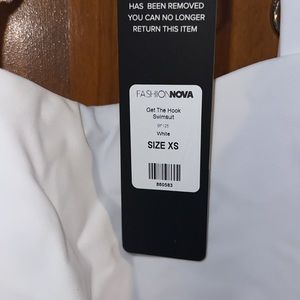 HAS BEEN REMOVED
YOU CAN NO LONGER
RETURN THIS ITEM
FASHIONNOVA
Get The Hook
Swimsuit
White
SIZE XS
860583